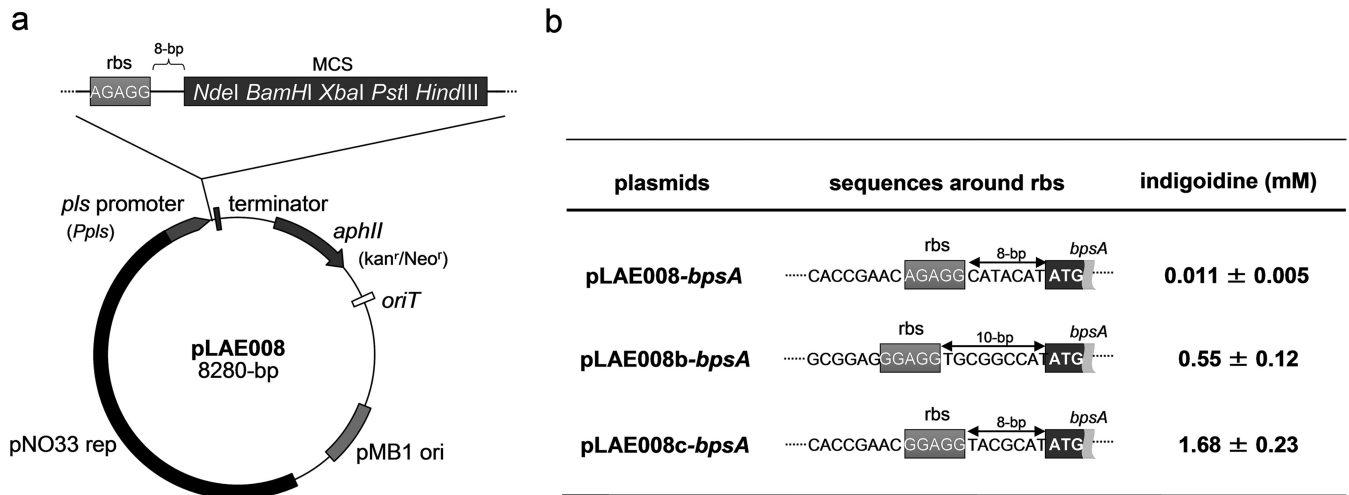 a
8-bp
rbs
MCS
AGAGG
NdeI BamHI XbaI PstI HindIII
pls promoter
(Ppls)
terminator
aphII
(kanʳ/Neoʳ)
oriT
pLAE008
8280-bp
pNO33 rep
pMB1 ori
b
plasmids sequences around rbs indigoidine (mM)
rbs 8-bp bpsA
pLAE008-bpsA ······CACCGAAC AGAGG CATACAT ATG ······ 0.011 ± 0.005
rbs 10-bp bpsA
pLAE008b-bpsA ······GCGGAG GGAGG TGCGGCCAT ATG ······ 0.55 ± 0.12
rbs 8-bp bpsA
pLAE008c-bpsA ······CACCGAAC GGAGG TACGCAT ATG ······ 1.68 ± 0.23